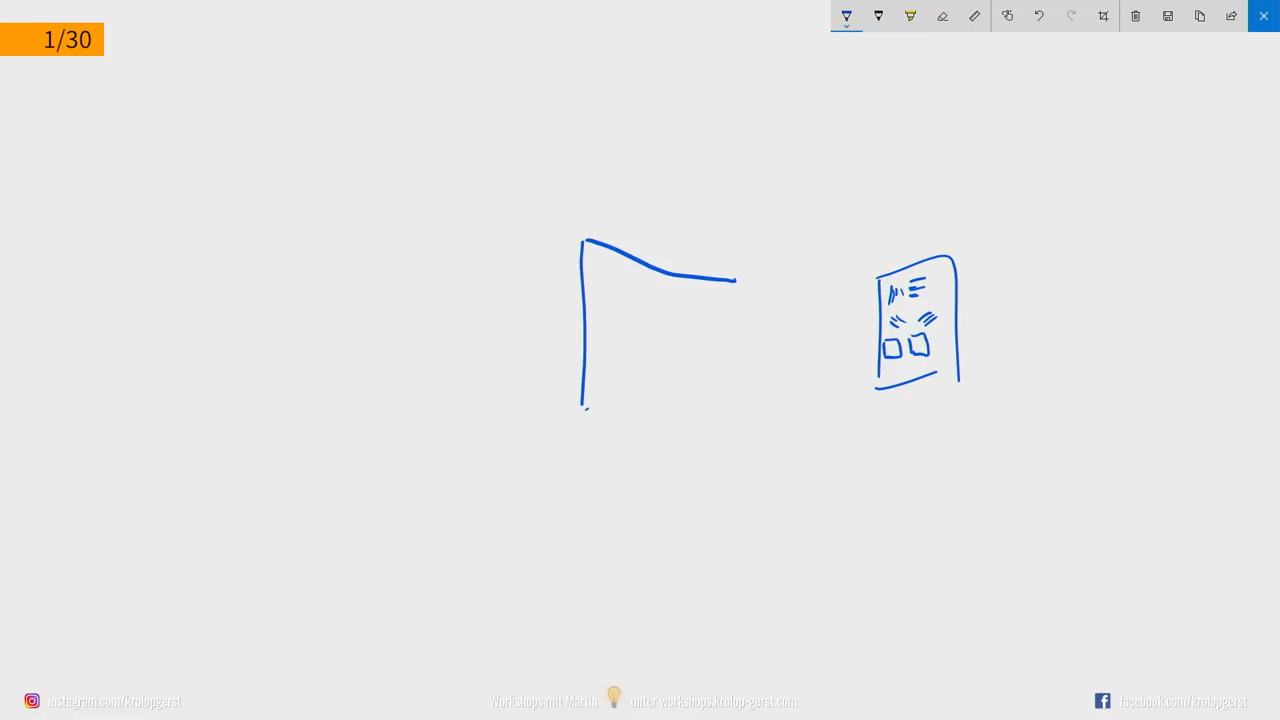 1/30
instagram.com/krolopgerst
Workshops mit Martin unter workshops.krolop-gerst.com
facebook.com/krolopgerst